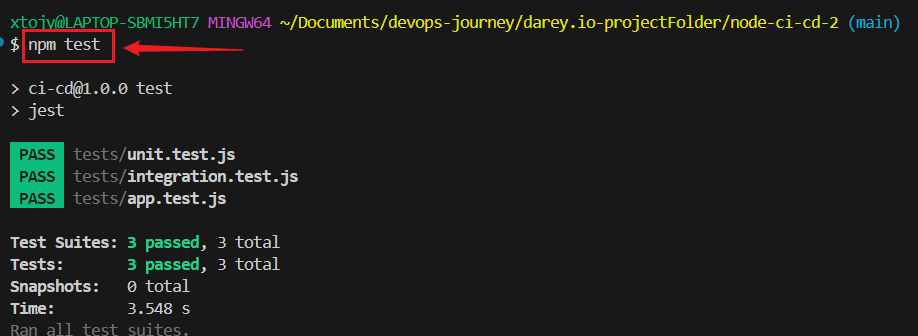 xtojy@LAPTOP-SBMI5HT7 MINGW64 ~/Documents/devops-journey/darey.io-projectFolder/node-ci-cd-2 (main)
$ npm test
> ci-cd@1.0.0 test
> jest
PASS tests/unit.test.js
PASS tests/integration.test.js
PASS tests/app.test.js
Test Suites: 3 passed, 3 total
Tests: 3 passed, 3 total
Snapshots: 0 total
Time: 3.548 s
Ran all test suites.